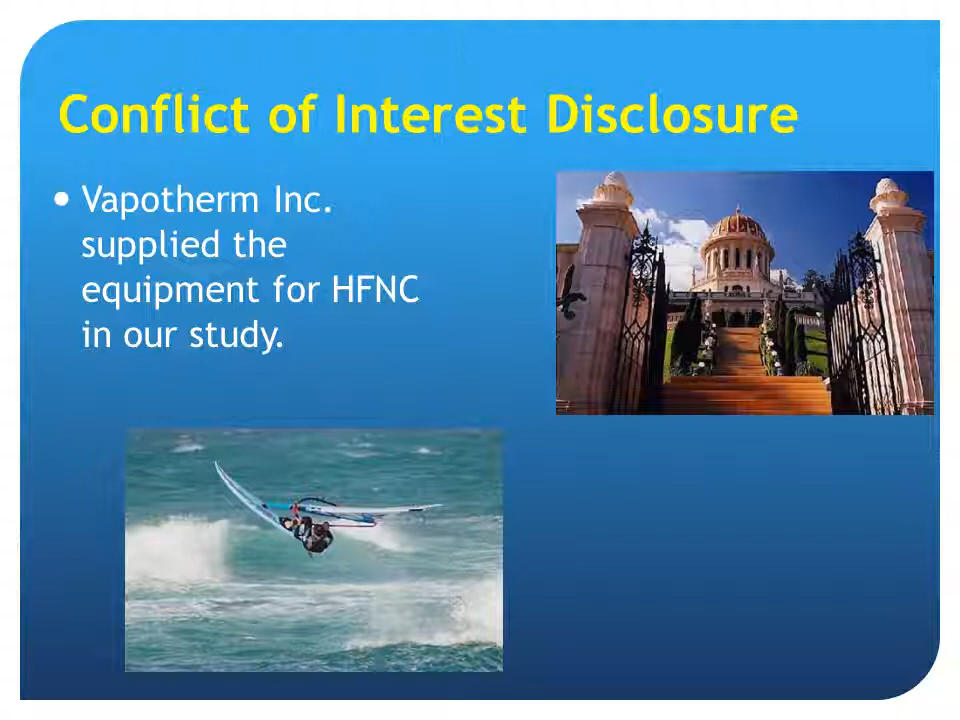 Conflict of Interest Disclosure
• Vapotherm Inc.
supplied the
equipment for HFNC
in our study.